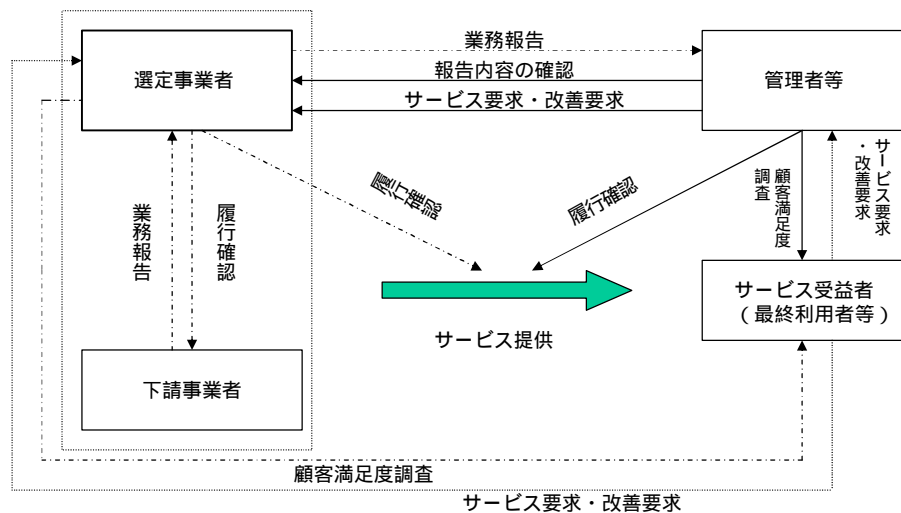 業務報告
選定事業者
報告内容の確認
管理者等
サービス要求・改善要求
業務報告
履行確認
履行確認
履行確認
顧客満足度
調査
サービス要求
・改善要求
サービス受益者
（最終利用者等）
サービス提供
下請事業者
顧客満足度調査
サービス要求・改善要求